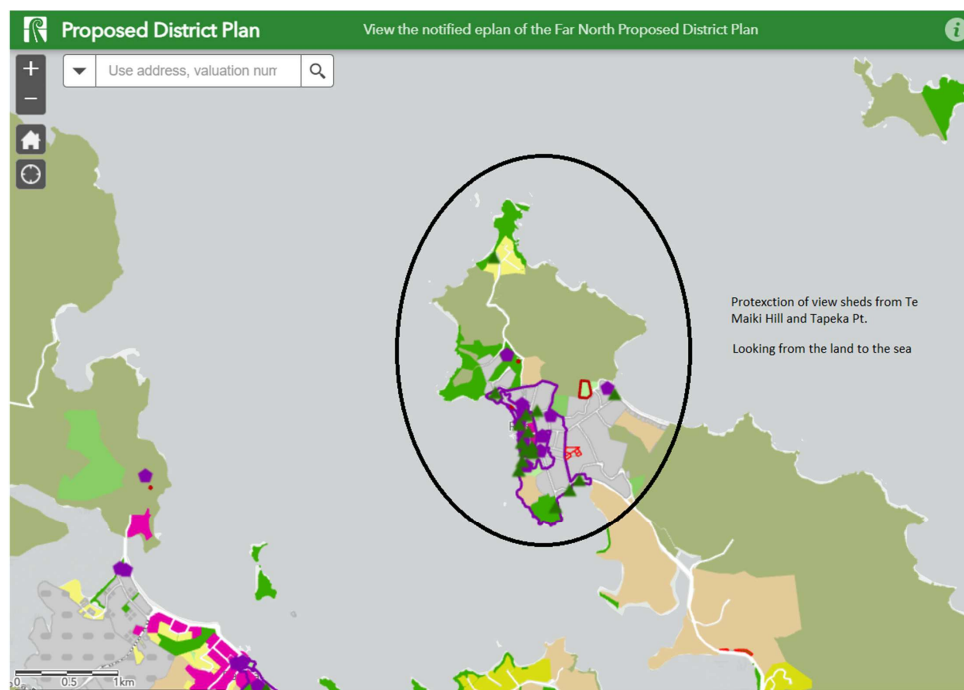 Proposed District Plan
View the notified eplan of the Far North Proposed District Plan
i
+
Use address, valuation num
−
Protexction of view sheds from Te
Maiki Hill and Tapeka Pt.
Looking from the land to the sea
0 0.5 1km